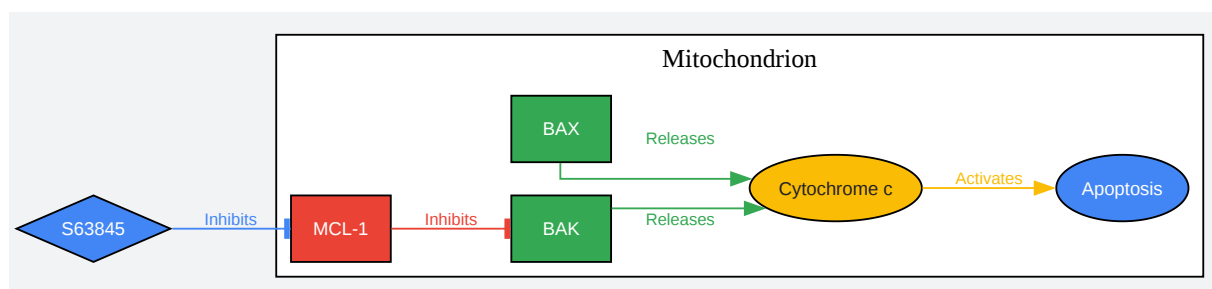 Mitochondrion
BAX
Releases
Cytochrome c
Activates
Apoptosis
S63845
Inhibits
MCL-1
Inhibits
BAK
Releases